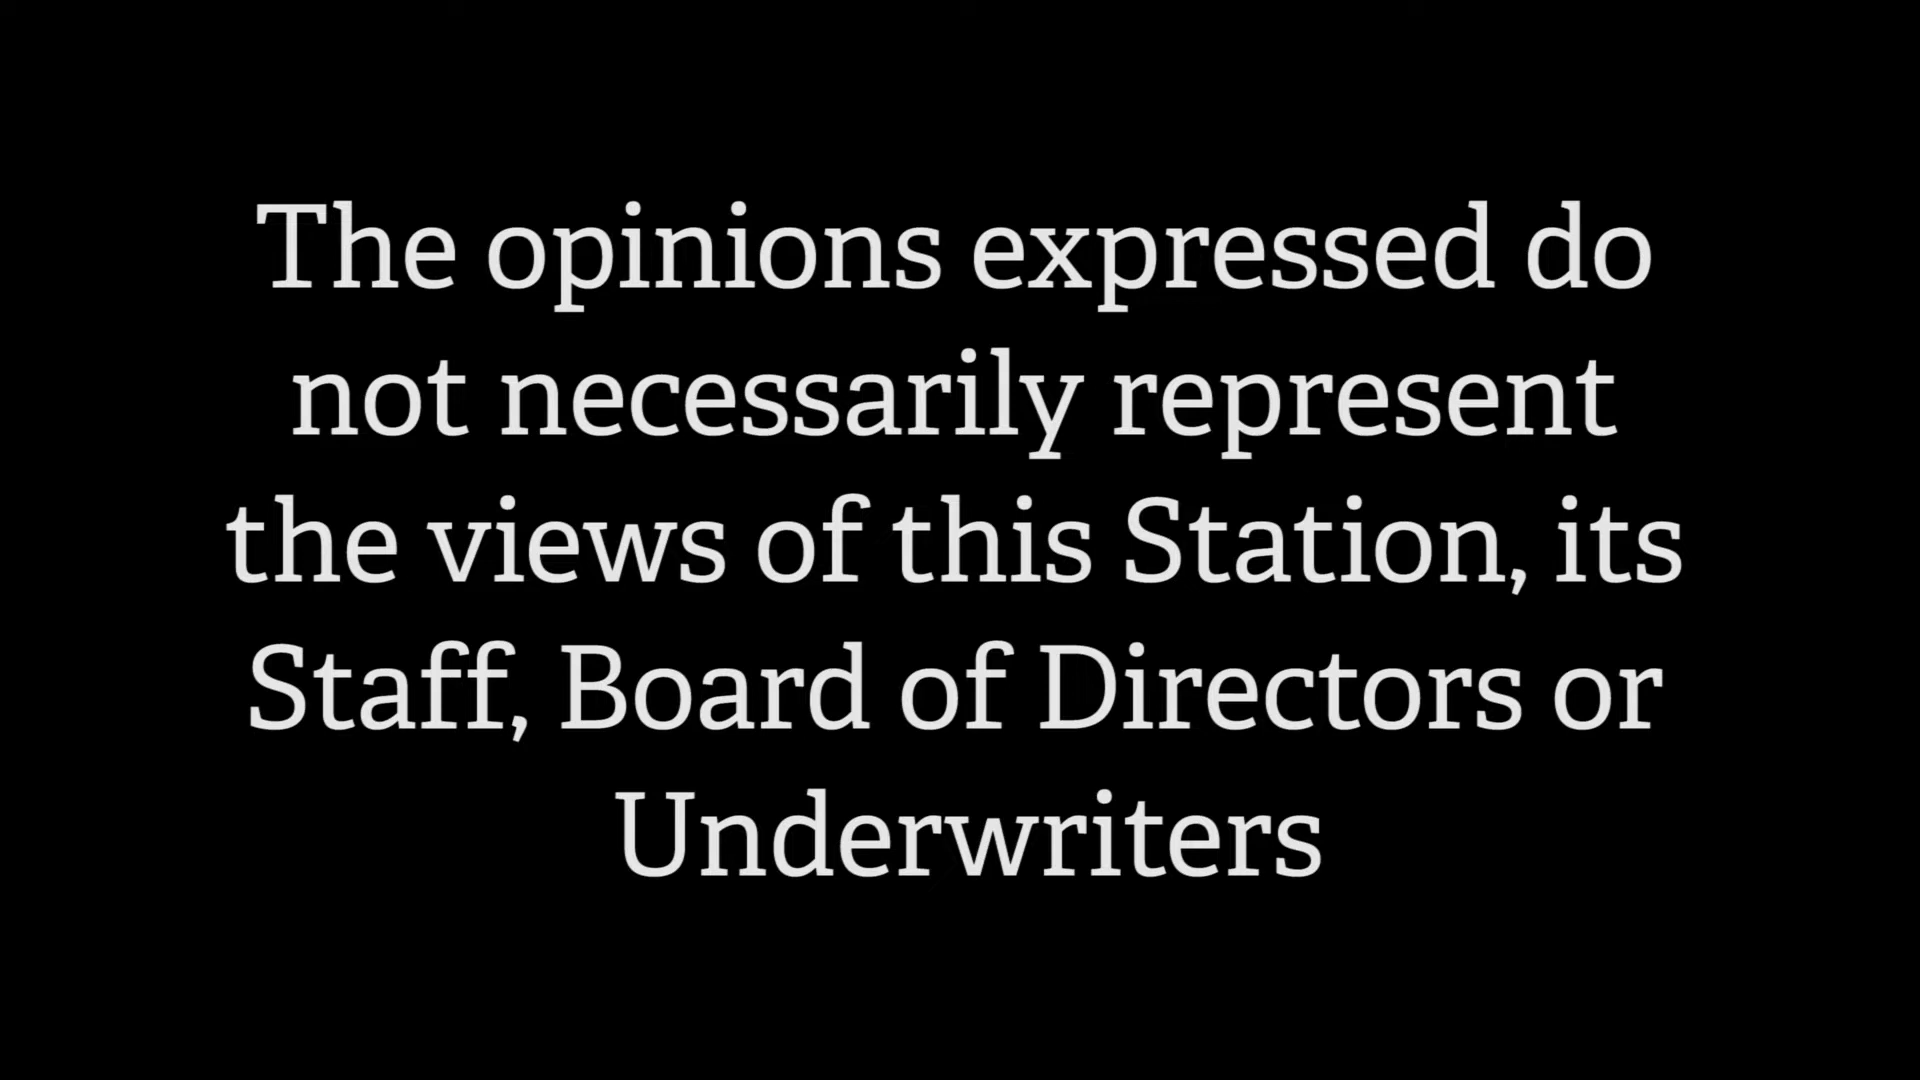 The opinions expressed do
not necessarily represent
the views of this Station, its
Staff, Board of Directors or
Underwriters